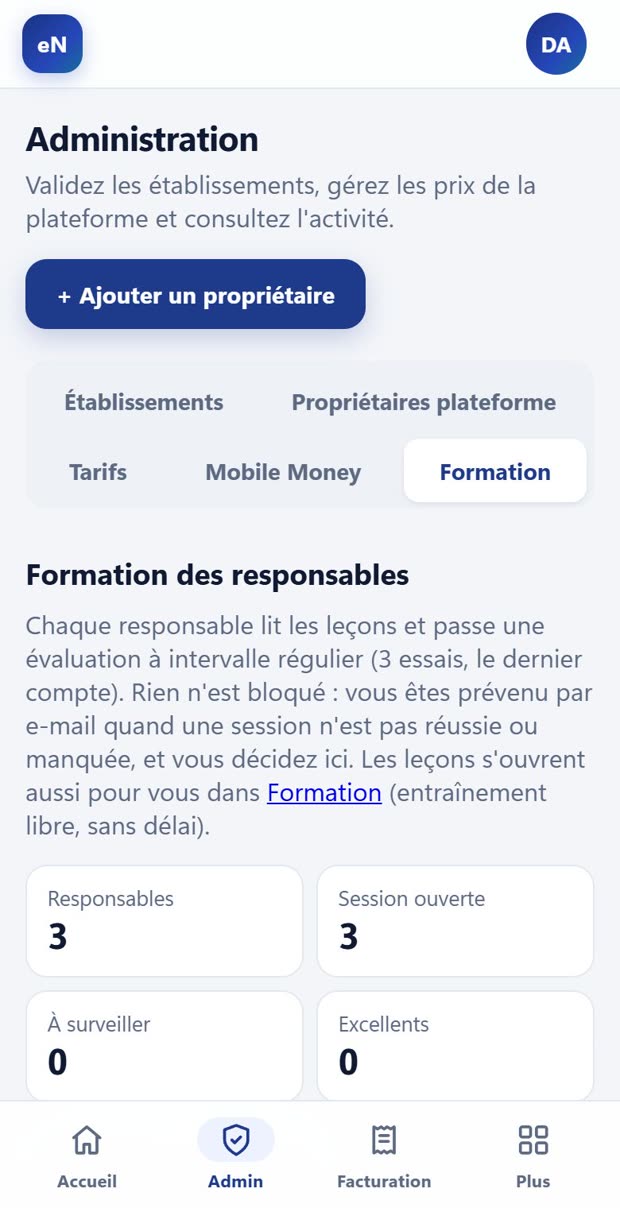 eN
DA
Administration
Validez les établissements, gérez les prix de la
plateforme et consultez l'activité.
+ Ajouter un propriétaire
Établissements
Propriétaires plateforme
Tarifs
Mobile Money
Formation
Formation des responsables
Chaque responsable lit les leçons et passe une
évaluation à intervalle régulier (3 essais, le dernier
compte). Rien n'est bloqué : vous êtes prévenu par
e-mail quand une session n'est pas réussie ou
manquée, et vous décidez ici. Les leçons s'ouvrent
aussi pour vous dans Formation (entraînement
libre, sans délai).
Responsables
3
Session ouverte
3
À surveiller
0
Excellents
0
Accueil
Admin
Facturation
Plus